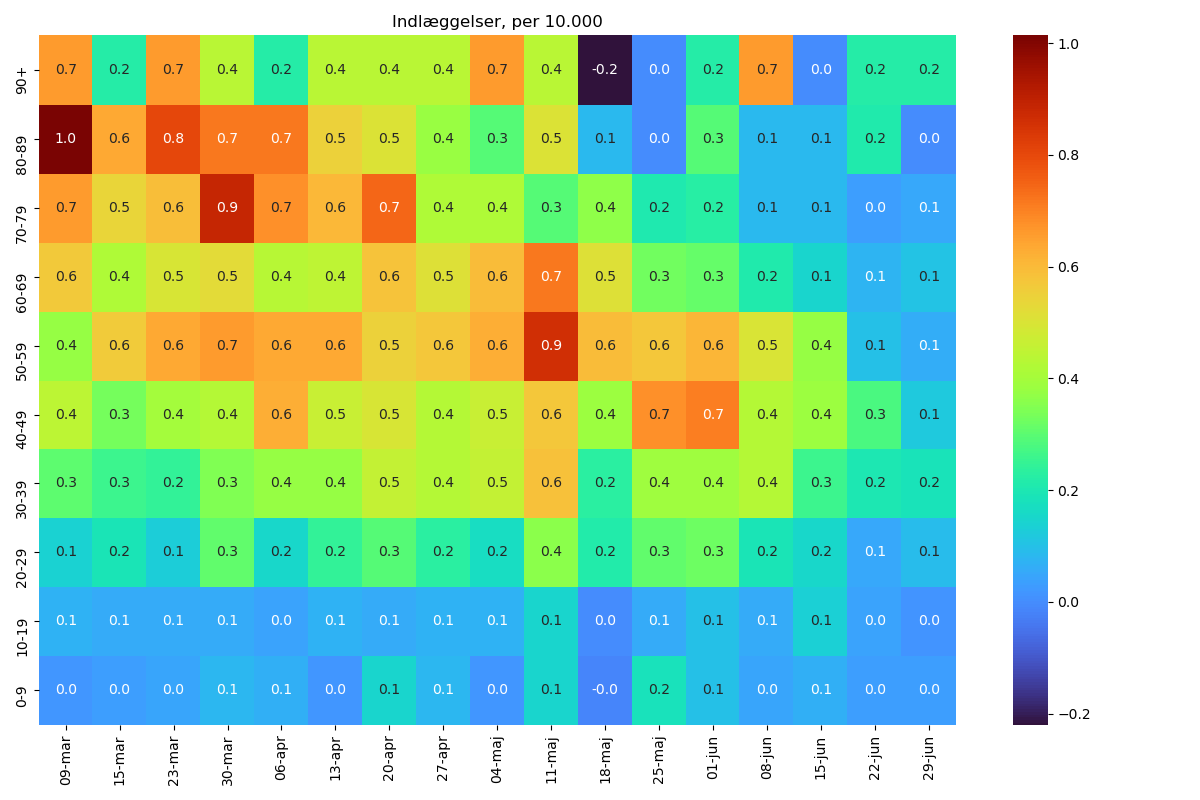 Indlæggelser, per 10.000
90+ 0.7 0.2 0.7 0.4 0.2 0.4 0.4 0.4 0.7 0.4 -0.2 0.0 0.2 0.7 0.0 0.2 0.2
80-89 1.0 0.6 0.8 0.7 0.7 0.5 0.5 0.4 0.3 0.5 0.1 0.0 0.3 0.1 0.1 0.2 0.0
70-79 0.7 0.5 0.6 0.9 0.7 0.6 0.7 0.4 0.4 0.3 0.4 0.2 0.2 0.1 0.1 0.0 0.1
60-69 0.6 0.4 0.5 0.5 0.4 0.4 0.6 0.5 0.6 0.7 0.5 0.3 0.3 0.2 0.1 0.1 0.1
50-59 0.4 0.6 0.6 0.7 0.6 0.6 0.5 0.6 0.6 0.9 0.6 0.6 0.6 0.5 0.4 0.1 0.1
40-49 0.4 0.3 0.4 0.4 0.6 0.5 0.5 0.4 0.5 0.6 0.4 0.7 0.7 0.4 0.4 0.3 0.1
30-39 0.3 0.3 0.2 0.3 0.4 0.4 0.5 0.4 0.5 0.6 0.2 0.4 0.4 0.4 0.3 0.2 0.2
20-29 0.1 0.2 0.1 0.3 0.2 0.2 0.3 0.2 0.2 0.4 0.2 0.3 0.3 0.2 0.2 0.1 0.1
10-19 0.1 0.1 0.1 0.1 0.0 0.1 0.1 0.1 0.1 0.1 0.0 0.1 0.1 0.1 0.1 0.0 0.0
0-9 0.0 0.0 0.0 0.1 0.1 0.0 0.1 0.1 0.0 0.1 -0.0 0.2 0.1 0.0 0.1 0.0 0.0
09-mar 15-mar 23-mar 30-mar 06-apr 13-apr 20-apr 27-apr 04-maj 11-maj 18-maj 25-maj 01-jun 08-jun 15-jun 22-jun 29-jun
1.0
0.8
0.6
0.4
0.2
0.0
−0.2